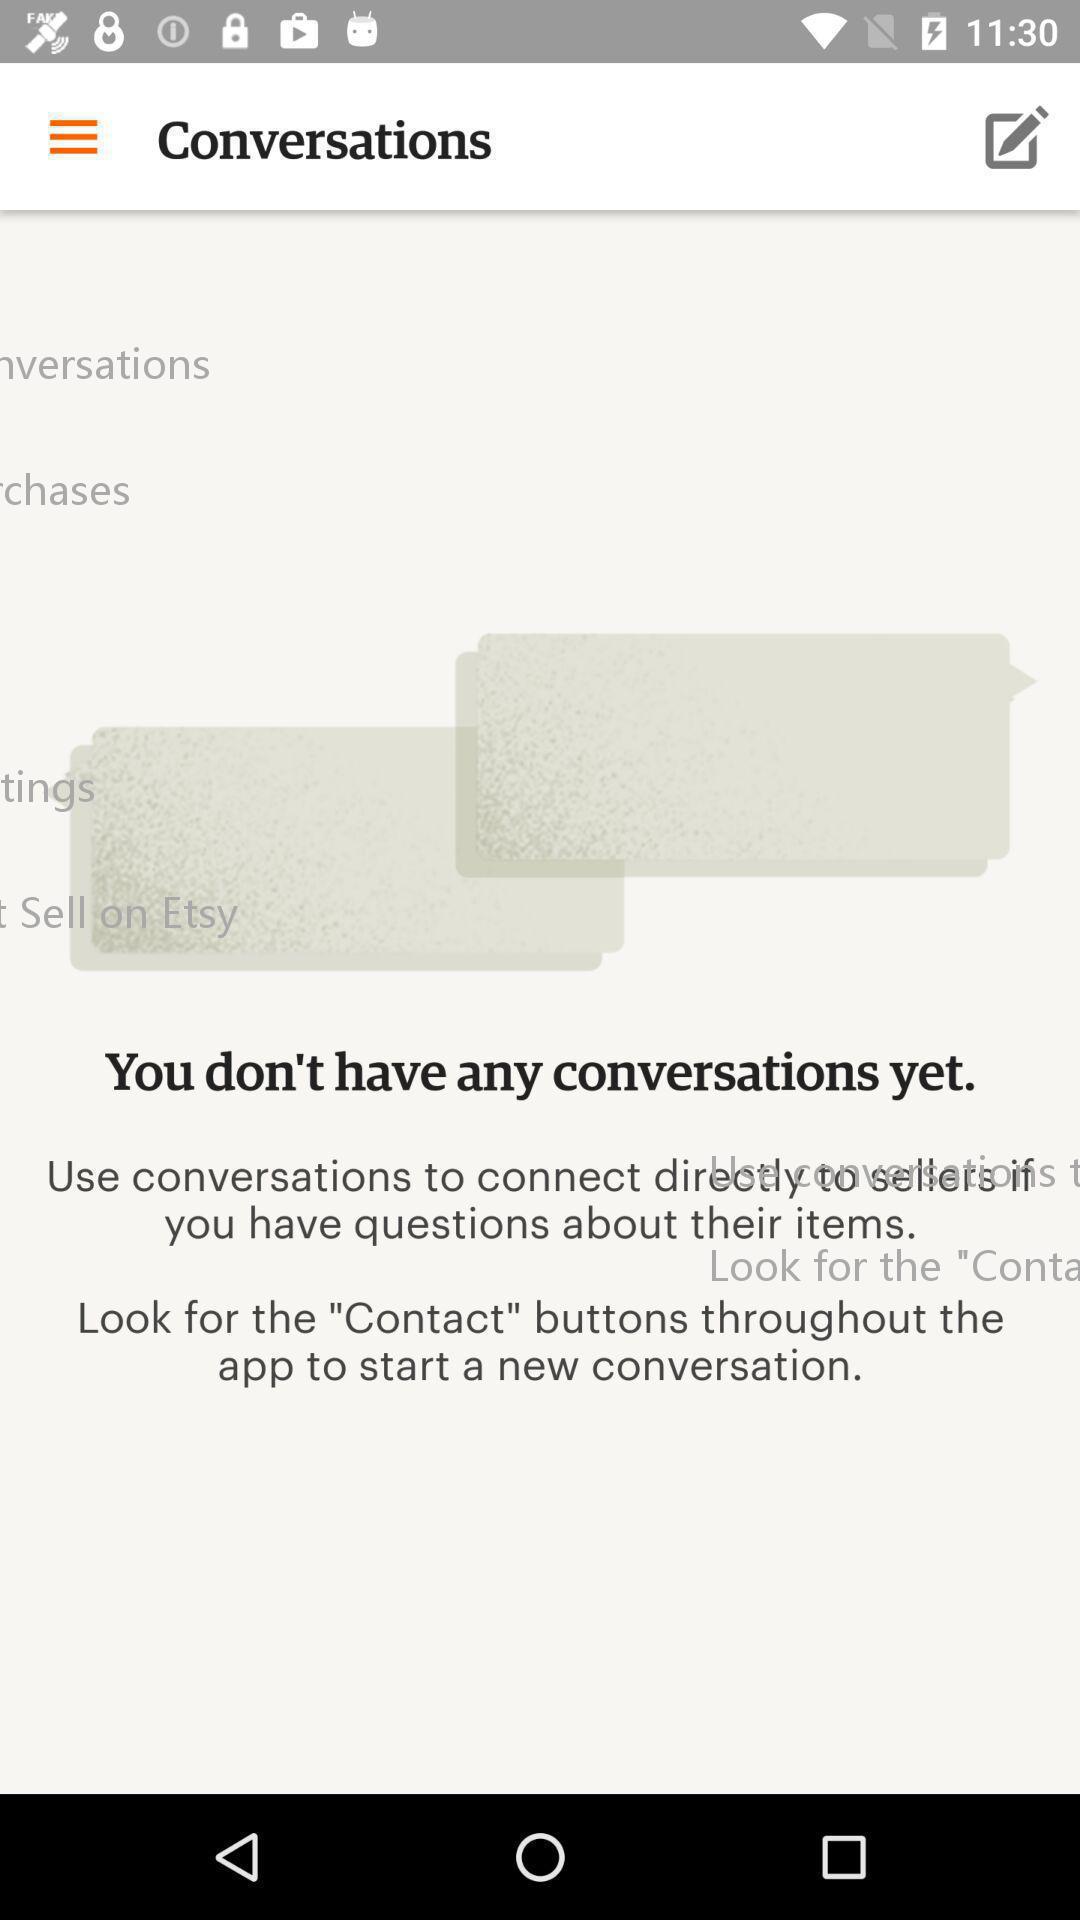 FAKE
11:30
Conversations
nversations
rchases
tings
t Sell on Etsy
You don't have any conversations yet.
Use conversations to connect directly to sellers if
you have questions about their items.
Use conversations t
Look for the "Conta
Look for the "Contact" buttons throughout the
app to start a new conversation.